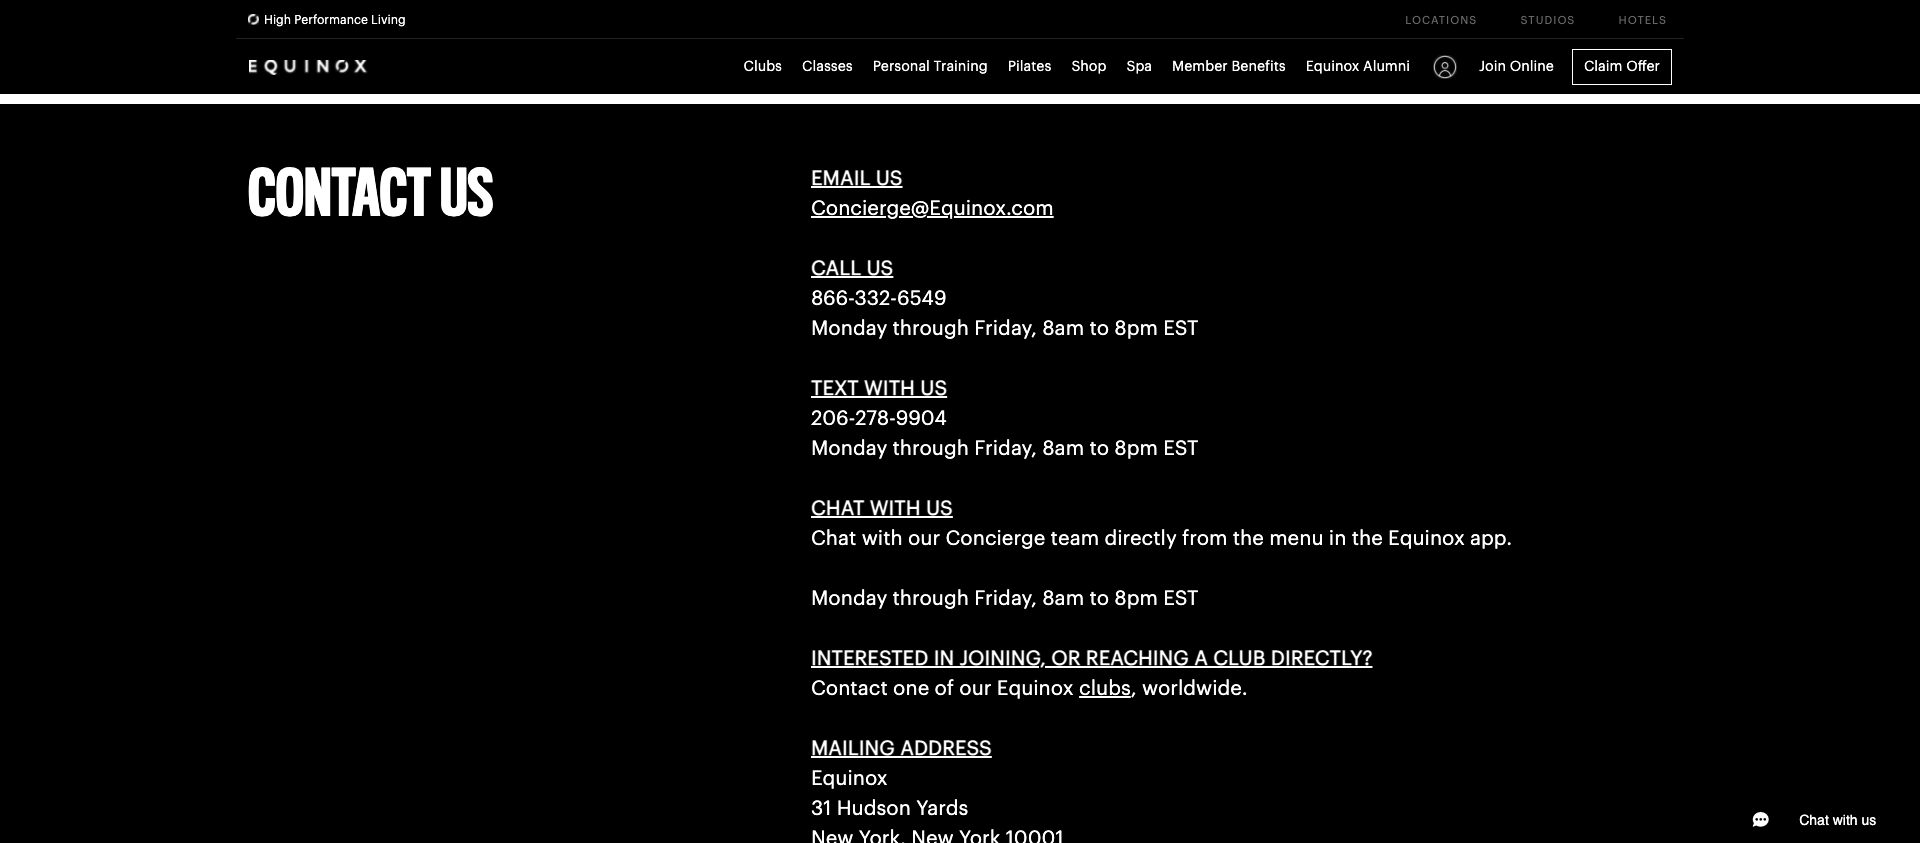 High Performance Living
LOCATIONS STUDIOS HOTELS
EQUINOX
Clubs Classes Personal Training Pilates Shop Spa Member Benefits Equinox Alumni Join Online Claim Offer
CONTACT US
EMAIL US
Concierge@Equinox.com
CALL US
866-332-6549
Monday through Friday, 8am to 8pm EST
TEXT WITH US
206-278-9904
Monday through Friday, 8am to 8pm EST
CHAT WITH US
Chat with our Concierge team directly from the menu in the Equinox app.
Monday through Friday, 8am to 8pm EST
INTERESTED IN JOINING, OR REACHING A CLUB DIRECTLY?
Contact one of our Equinox clubs, worldwide.
MAILING ADDRESS
Equinox
31 Hudson Yards
New York, New York 10001
Chat with us